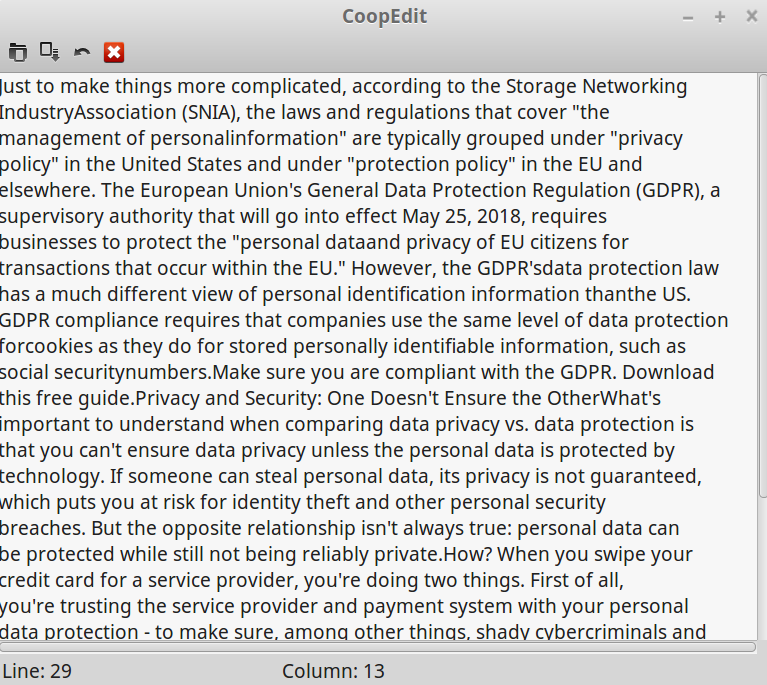 CoopEdit
Just to make things more complicated, according to the Storage Networking
IndustryAssociation (SNIA), the laws and regulations that cover "the
management of personalinformation" are typically grouped under "privacy
policy" in the United States and under "protection policy" in the EU and
elsewhere. The European Union's General Data Protection Regulation (GDPR), a
supervisory authority that will go into effect May 25, 2018, requires
businesses to protect the "personal dataand privacy of EU citizens for
transactions that occur within the EU." However, the GDPR'sdata protection law
has a much different view of personal identification information thanthe US.
GDPR compliance requires that companies use the same level of data protection
forcookies as they do for stored personally identifiable information, such as
social securitynumbers.Make sure you are compliant with the GDPR. Download
this free guide.Privacy and Security: One Doesn't Ensure the OtherWhat's
important to understand when comparing data privacy vs. data protection is
that you can't ensure data privacy unless the personal data is protected by
technology. If someone can steal personal data, its privacy is not guaranteed,
which puts you at risk for identity theft and other personal security
breaches. But the opposite relationship isn't always true: personal data can
be protected while still not being reliably private.How? When you swipe your
credit card for a service provider, you're doing two things. First of all,
you're trusting the service provider and payment system with your personal
data protection - to make sure, among other things, shady cybercriminals and
Line: 29 Column: 13